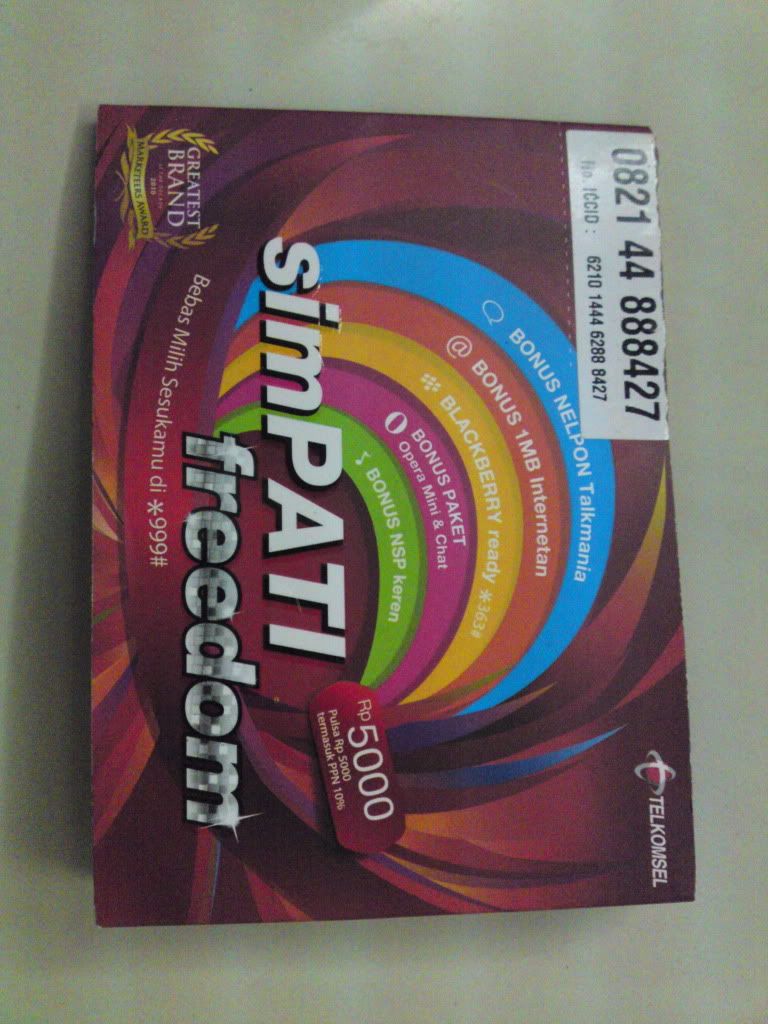 0821 44 888427
No. ICCID : 6210 1444 6288 8427
GREATEST
BRAND
2010
MARKETEERS AWARD
BONUS NELPON Talkmania
@ BONUS 1MB Internetan
BLACKBERRY ready *363#
BONUS PAKET
Opera Mini & Chat
BONUS NSP keren
simPATI
freedom
Bebas Milih Sesukamu di *999#
Rp5000
Pulsa Rp 5000
termasuk PPN 10%
TELKOMSEL